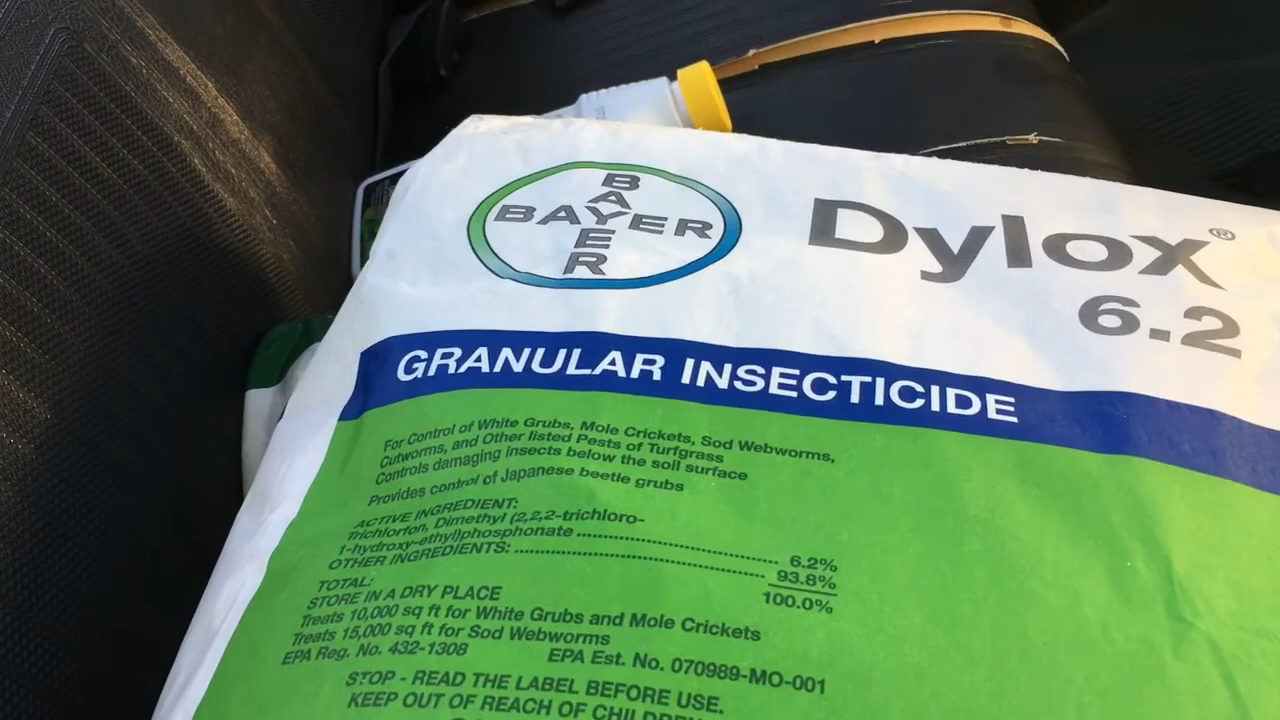 BAYER
BAYER
Dylox®
6.2
GRANULAR INSECTICIDE
For Control of White Grubs, Mole Crickets, Sod Webworms,
Cutworms, and Other listed Pests of Turfgrass
Controls damaging insects below the soil surface
Provides control of Japanese beetle grubs
ACTIVE INGREDIENT:
Trichlorfon, Dimethyl (2,2,2-trichloro-
1-hydroxy-ethyl)phosphonate ........ 6.2%
OTHER INGREDIENTS: ........ 93.8%
TOTAL: 100.0%
STORE IN A DRY PLACE
Treats 10,000 sq ft for White Grubs and Mole Crickets
Treats 15,000 sq ft for Sod Webworms
EPA Reg. No. 432-1308 EPA Est. No. 070989-MO-001
STOP - READ THE LABEL BEFORE USE.
KEEP OUT OF REACH OF CHILDREN